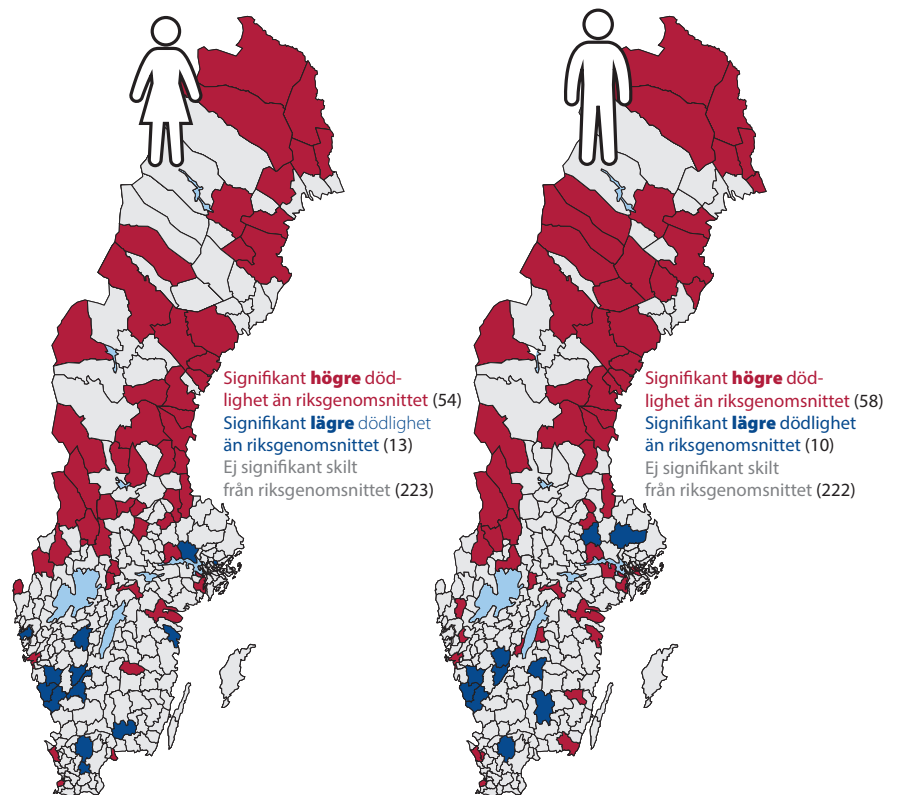 Signifikant högre död-
lighet än riksgenomsnittet (54)
Signifikant lägre dödlighet
än riksgenomsnittet (13)
Ej signifikant skilt
från riksgenomsnittet (223)
Signifikant högre död-
lighet än riksgenomsnittet (58)
Signifikant lägre dödlighet
än riksgenomsnittet (10)
Ej signifikant skilt
från riksgenomsnittet (222)